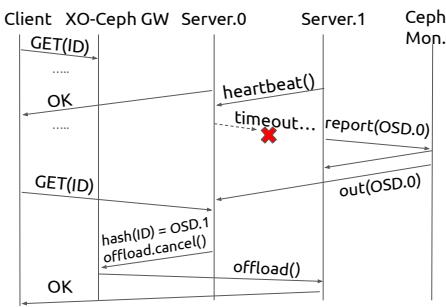 Client XO-Ceph GW Server.0 Server.1 Ceph Mon.
GET(ID)
.....
heartbeat()
OK
.....
timeout...
report(OSD.0)
GET(ID)
out(OSD.0)
hash(ID) = OSD.1
offload.cancel()
offload()
OK